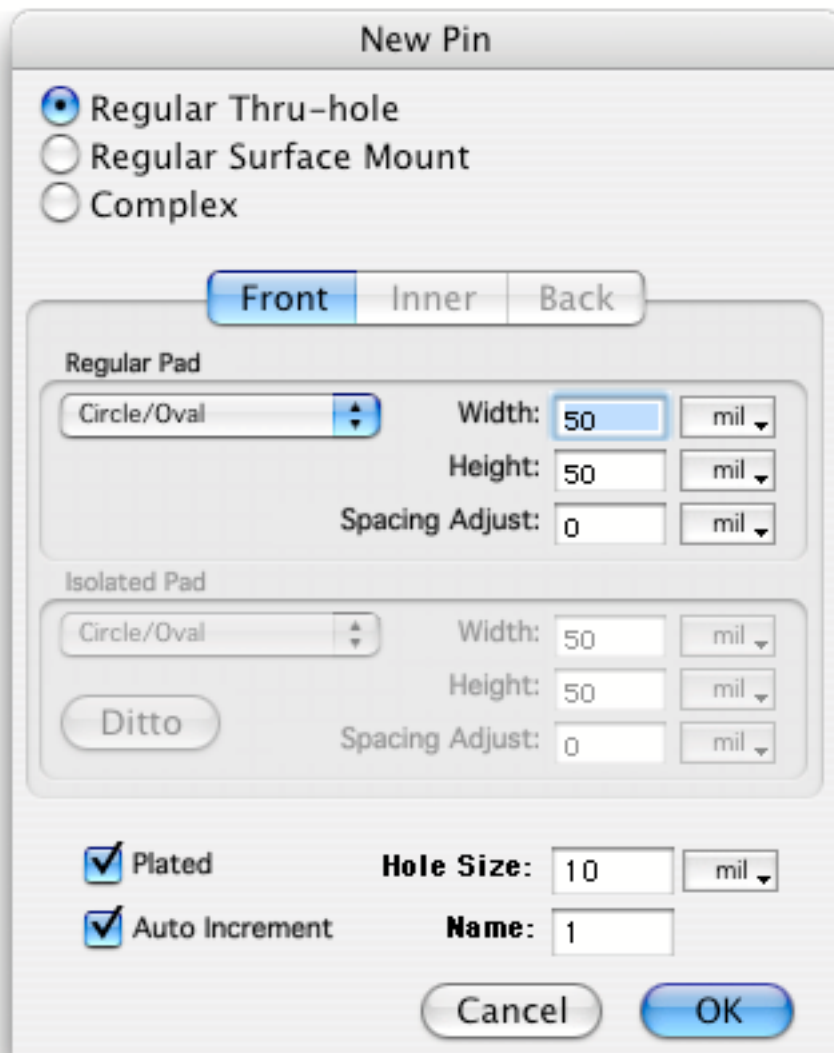 New Pin
Regular Thru-hole
Regular Surface Mount
Complex
Front Inner Back
Regular Pad
Circle/Oval Width: 50 mil
Height: 50 mil
Spacing Adjust: 0 mil
Isolated Pad
Circle/Oval Width: 50 mil
Height: 50 mil
Ditto
Spacing Adjust: 0 mil
Plated Hole Size: 10 mil
Auto Increment Name: 1
Cancel OK